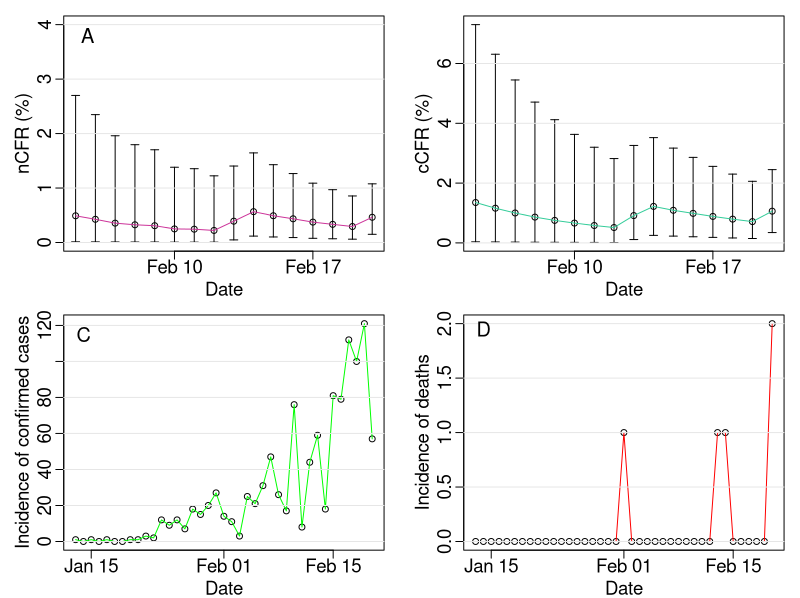 A
nCFR (%)
4
3
2
1
0
Feb 10
Feb 17
Date
cCFR (%)
6
4
2
0
Feb 10
Feb 17
Date
C
Incidence of confirmed cases
120
80
60
40
20
0
Jan 15
Feb 01
Feb 15
Date
D
Incidence of deaths
2.0
1.5
1.0
0.5
0.0
Jan 15
Feb 01
Feb 15
Date